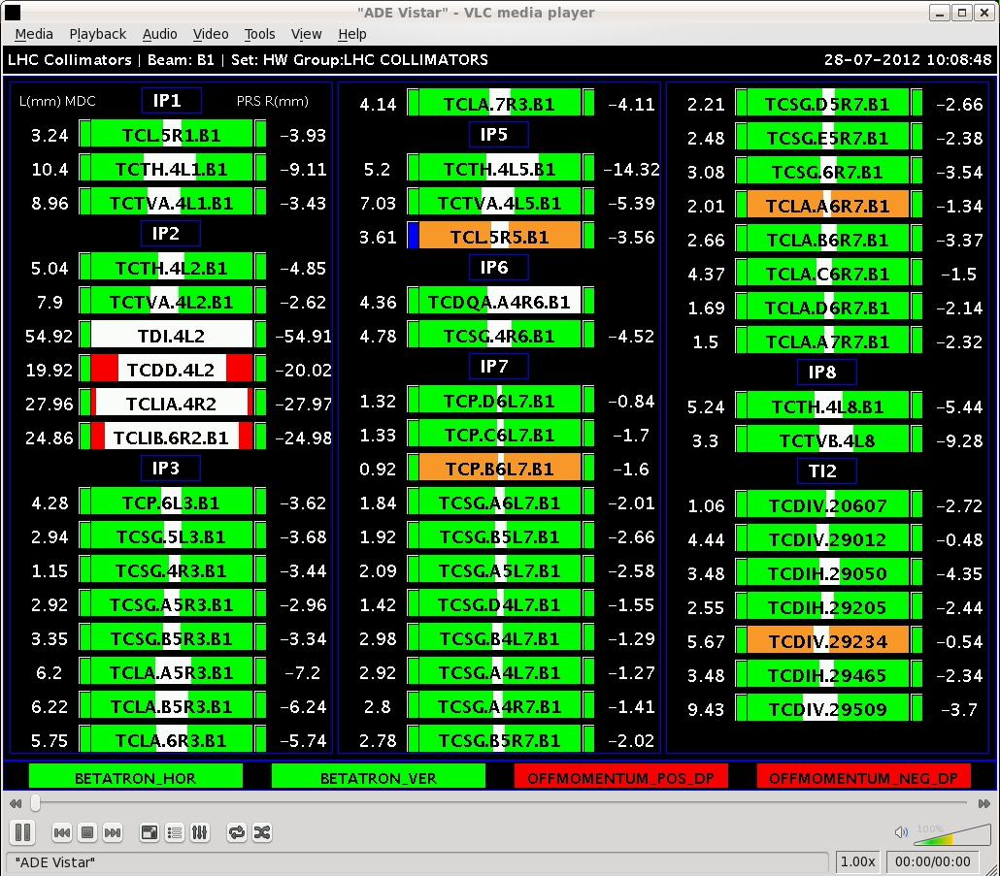 "ADE Vistar" - VLC media player
Media Playback Audio Video Tools View Help
LHC Collimators | Beam: B1 | Set: HW Group:LHC COLLIMATORS 28-07-2012 10:08:48
L(mm) MDC IP1 PRS R(mm)
3.24 TCL.5R1.B1 -3.93
10.4 TCTH.4L1.B1 -9.11
8.96 TCTVA.4L1.B1 -3.43
IP2
5.04 TCTH.4L2.B1 -4.85
7.9 TCTVA.4L2.B1 -2.62
54.92 TDI.4L2 -54.91
19.92 TCDD.4L2 -20.02
27.96 TCLIA.4R2 -27.97
24.86 TCLIB.6R2.B1 -24.98
IP3
4.28 TCP.6L3.B1 -3.62
2.94 TCSG.5L3.B1 -3.68
1.15 TCSG.4R3.B1 -3.44
2.92 TCSG.A5R3.B1 -2.96
3.35 TCSG.B5R3.B1 -3.34
6.2 TCLA.A5R3.B1 -7.2
6.22 TCLA.B5R3.B1 -6.24
5.75 TCLA.6R3.B1 -5.74
4.14 TCLA.7R3.B1 -4.11
IP5
5.2 TCTH.4L5.B1 -14.32
7.03 TCTVA.4L5.B1 -5.39
3.61 TCL.5R5.B1 -3.56
IP6
4.36 TCDQA.A4R6.B1
4.78 TCSG.4R6.B1 -4.52
IP7
1.32 TCP.D6L7.B1 -0.84
1.33 TCP.C6L7.B1 -1.7
0.92 TCP.B6L7.B1 -1.6
1.84 TCSG.A6L7.B1 -2.01
1.92 TCSG.B5L7.B1 -2.66
2.09 TCSG.A5L7.B1 -2.58
1.42 TCSG.D4L7.B1 -1.55
2.98 TCSG.B4L7.B1 -1.29
2.92 TCSG.A4L7.B1 -1.27
2.8 TCSG.A4R7.B1 -1.41
2.78 TCSG.B5R7.B1 -2.02
2.21 TCSG.D5R7.B1 -2.66
2.48 TCSG.E5R7.B1 -2.38
3.08 TCSG.6R7.B1 -3.54
2.01 TCLA.A6R7.B1 -1.34
2.66 TCLA.B6R7.B1 -3.37
4.37 TCLA.C6R7.B1 -1.5
1.69 TCLA.D6R7.B1 -2.14
1.5 TCLA.A7R7.B1 -2.32
IP8
5.24 TCTH.4L8.B1 -5.44
3.3 TCTVB.4L8 -9.28
TI2
1.06 TCDIV.20607 -2.72
4.44 TCDIV.29012 -0.48
3.48 TCDIH.29050 -4.35
2.55 TCDIH.29205 -2.44
5.67 TCDIV.29234 -0.54
3.48 TCDIH.29465 -2.34
9.43 TCDIV.29509 -3.7
BETATRON_HOR BETATRON_VER OFFMOMENTUM_POS_DP OFFMOMENTUM_NEG_DP
100%
"ADE Vistar" 1.00x 00:00/00:00